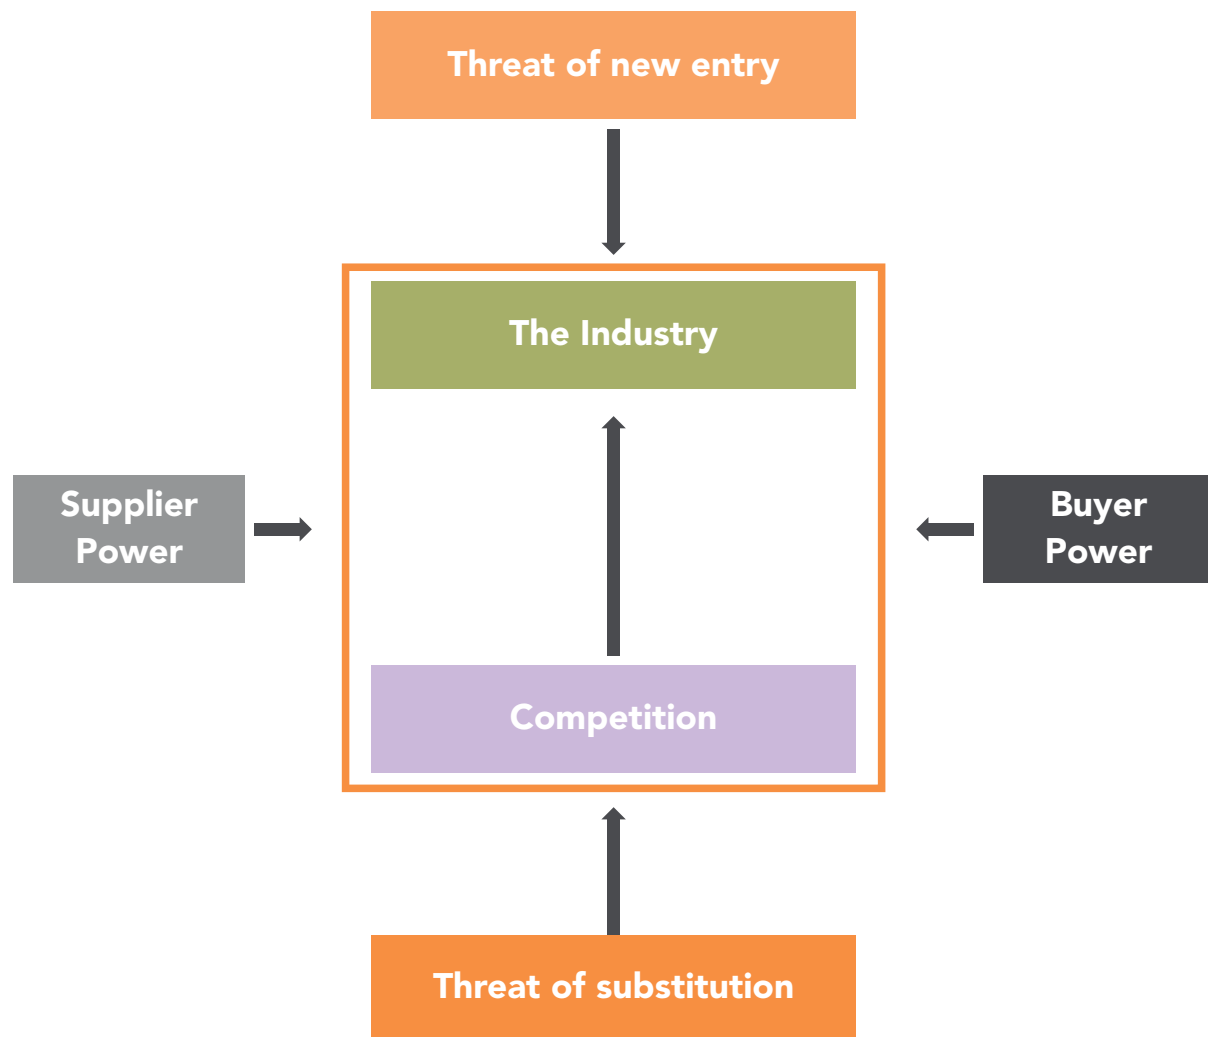 Threat of new entry
The Industry
Supplier
Power
Buyer
Power
Competition
Threat of substitution